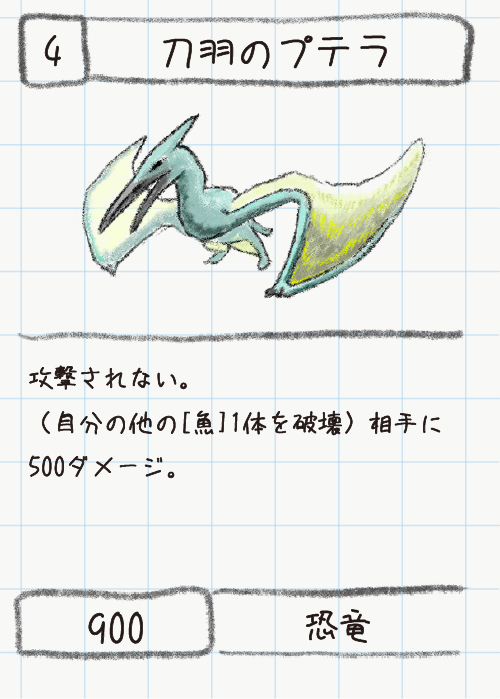 4
刀羽のプテラ
攻撃されない。
（自分の他の[魚]1体を破壊）相手に
500ダメージ。
900
恐竜